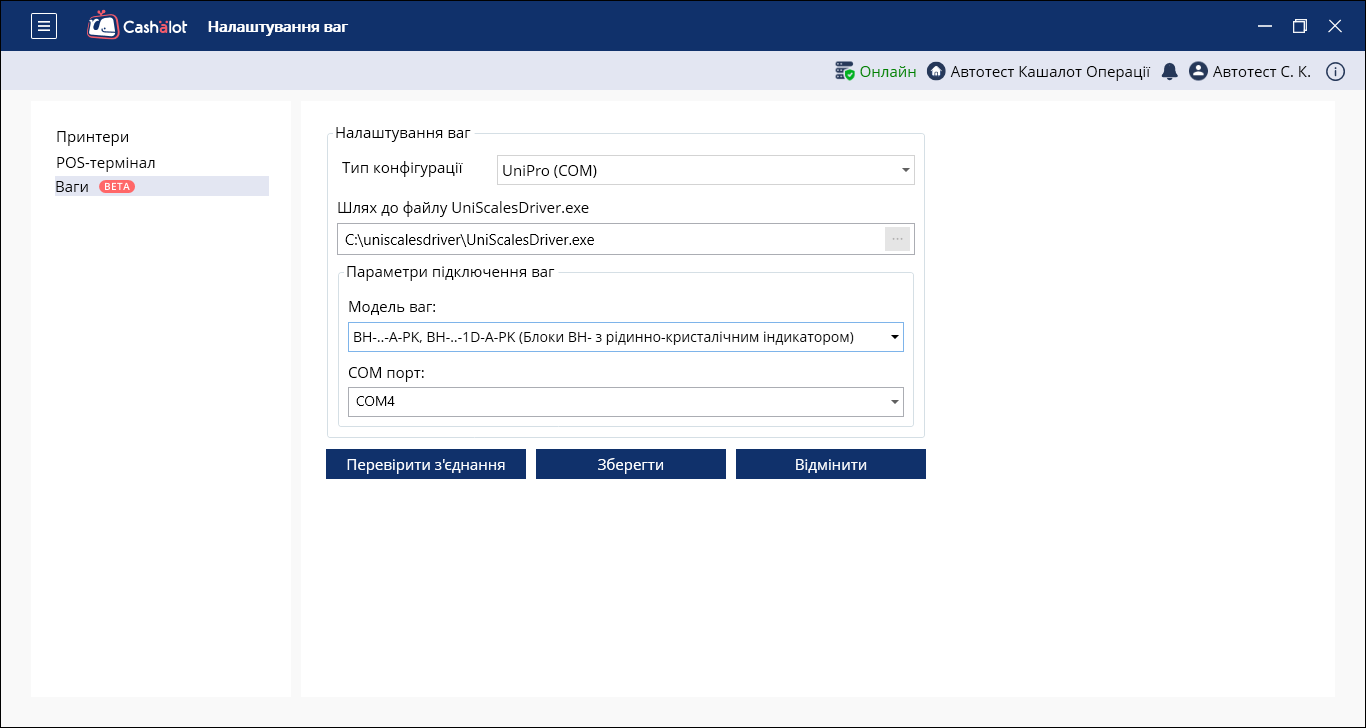 Cashalot Налаштування ваг
Онлайн Автотест Кашалот Операції Автотест С. К.
Принтери
POS-термінал
Ваги BETA
Налаштування ваг
Тип конфігурації UniPro (COM)
Шлях до файлу UniScalesDriver.exe
C:\uniscalesdriver\UniScalesDriver.exe ...
Параметри підключення ваг
Модель ваг:
ВН-..-А-РК, ВН-..-1D-А-РК (Блоки ВН- з рідинно-кристалічним індикатором)
COM порт:
COM4
Перевірити з'єднання Зберегти Відмінити